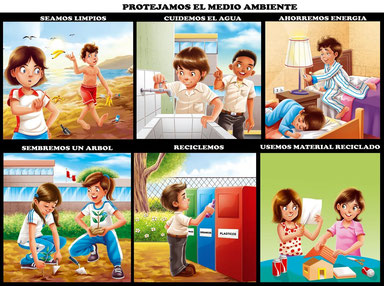 PROTEJAMOS EL MEDIO AMBIENTE
SEAMOS LIMPIOS
CUIDEMOS EL AGUA
AHORREMOS ENERGIA
SEMBREMOS UN ARBOL
RECICLEMOS
USEMOS MATERIAL RECICLADO
PLASTICOS